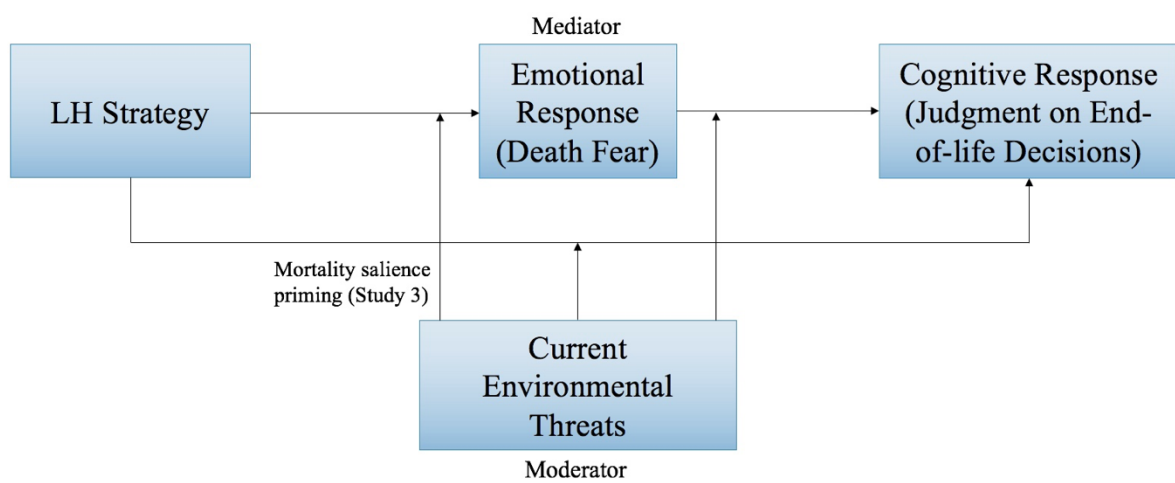 Mediator
LH Strategy
Emotional
Response
(Death Fear)
Cognitive Response
(Judgment on End-
of-life Decisions)
Mortality salience
priming (Study 3)
Current
Environmental
Threats
Moderator